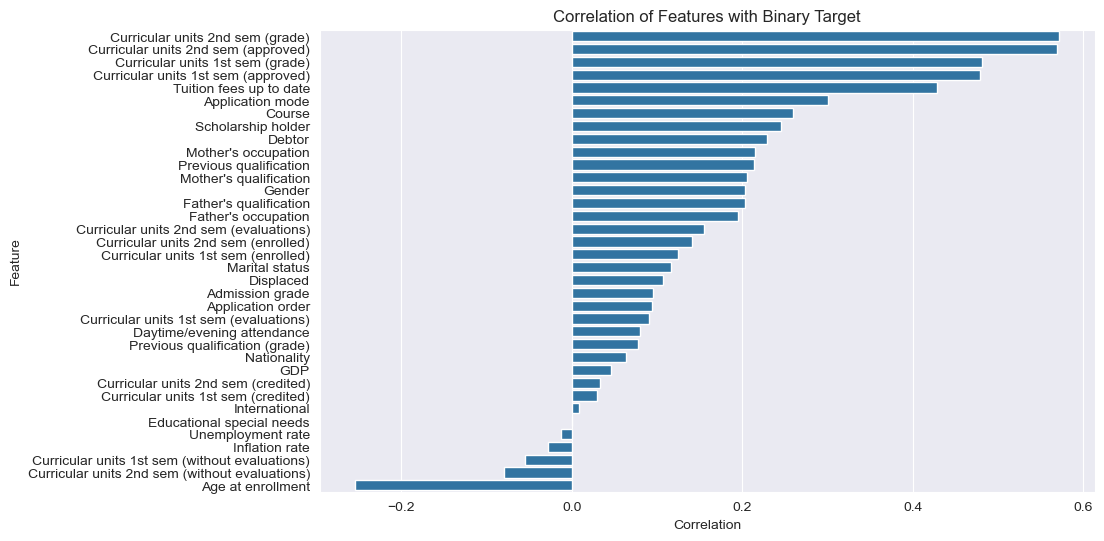 Correlation of Features with Binary Target
Curricular units 2nd sem (grade)
Curricular units 2nd sem (approved)
Curricular units 1st sem (grade)
Curricular units 1st sem (approved)
Tuition fees up to date
Application mode
Course
Scholarship holder
Debtor
Mother's occupation
Previous qualification
Mother's qualification
Gender
Father's qualification
Father's occupation
Curricular units 2nd sem (evaluations)
Curricular units 2nd sem (enrolled)
Curricular units 1st sem (enrolled)
Marital status
Displaced
Admission grade
Application order
Curricular units 1st sem (evaluations)
Daytime/evening attendance
Previous qualification (grade)
Nationality
GDP
Curricular units 2nd sem (credited)
Curricular units 1st sem (credited)
International
Educational special needs
Unemployment rate
Inflation rate
Curricular units 1st sem (without evaluations)
Curricular units 2nd sem (without evaluations)
Age at enrollment
Feature
−0.2 0.0 0.2 0.4 0.6
Correlation